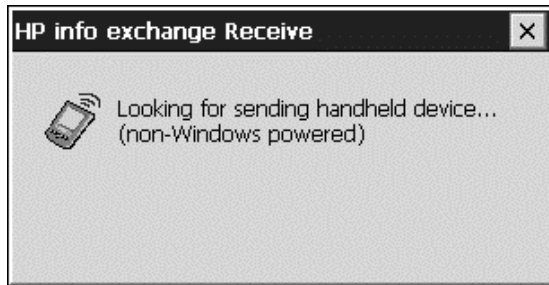 HP info exchange Receive
Looking for sending handheld device...
(non-Windows powered)